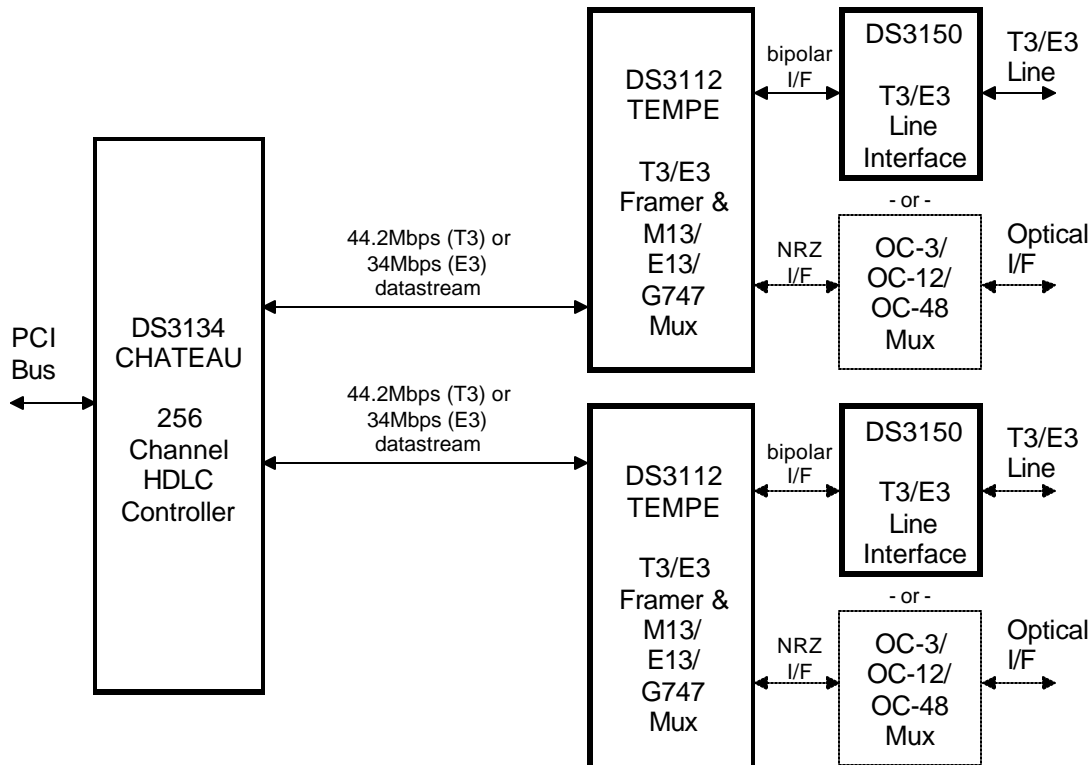 PCI
Bus
DS3134
CHATEAU
256
Channel
HDLC
Controller
44.2Mbps (T3) or
34Mbps (E3)
datastream
44.2Mbps (T3) or
34Mbps (E3)
datastream
DS3112
TEMPE
T3/E3
Framer &
M13/
E13/
G747
Mux
bipolar
I/F
DS3150
T3/E3
Line
Interface
T3/E3
Line
- or -
NRZ
I/F
OC-3/
OC-12/
OC-48
Mux
Optical
I/F
DS3112
TEMPE
T3/E3
Framer &
M13/
E13/
G747
Mux
bipolar
I/F
DS3150
T3/E3
Line
Interface
T3/E3
Line
- or -
NRZ
I/F
OC-3/
OC-12/
OC-48
Mux
Optical
I/F